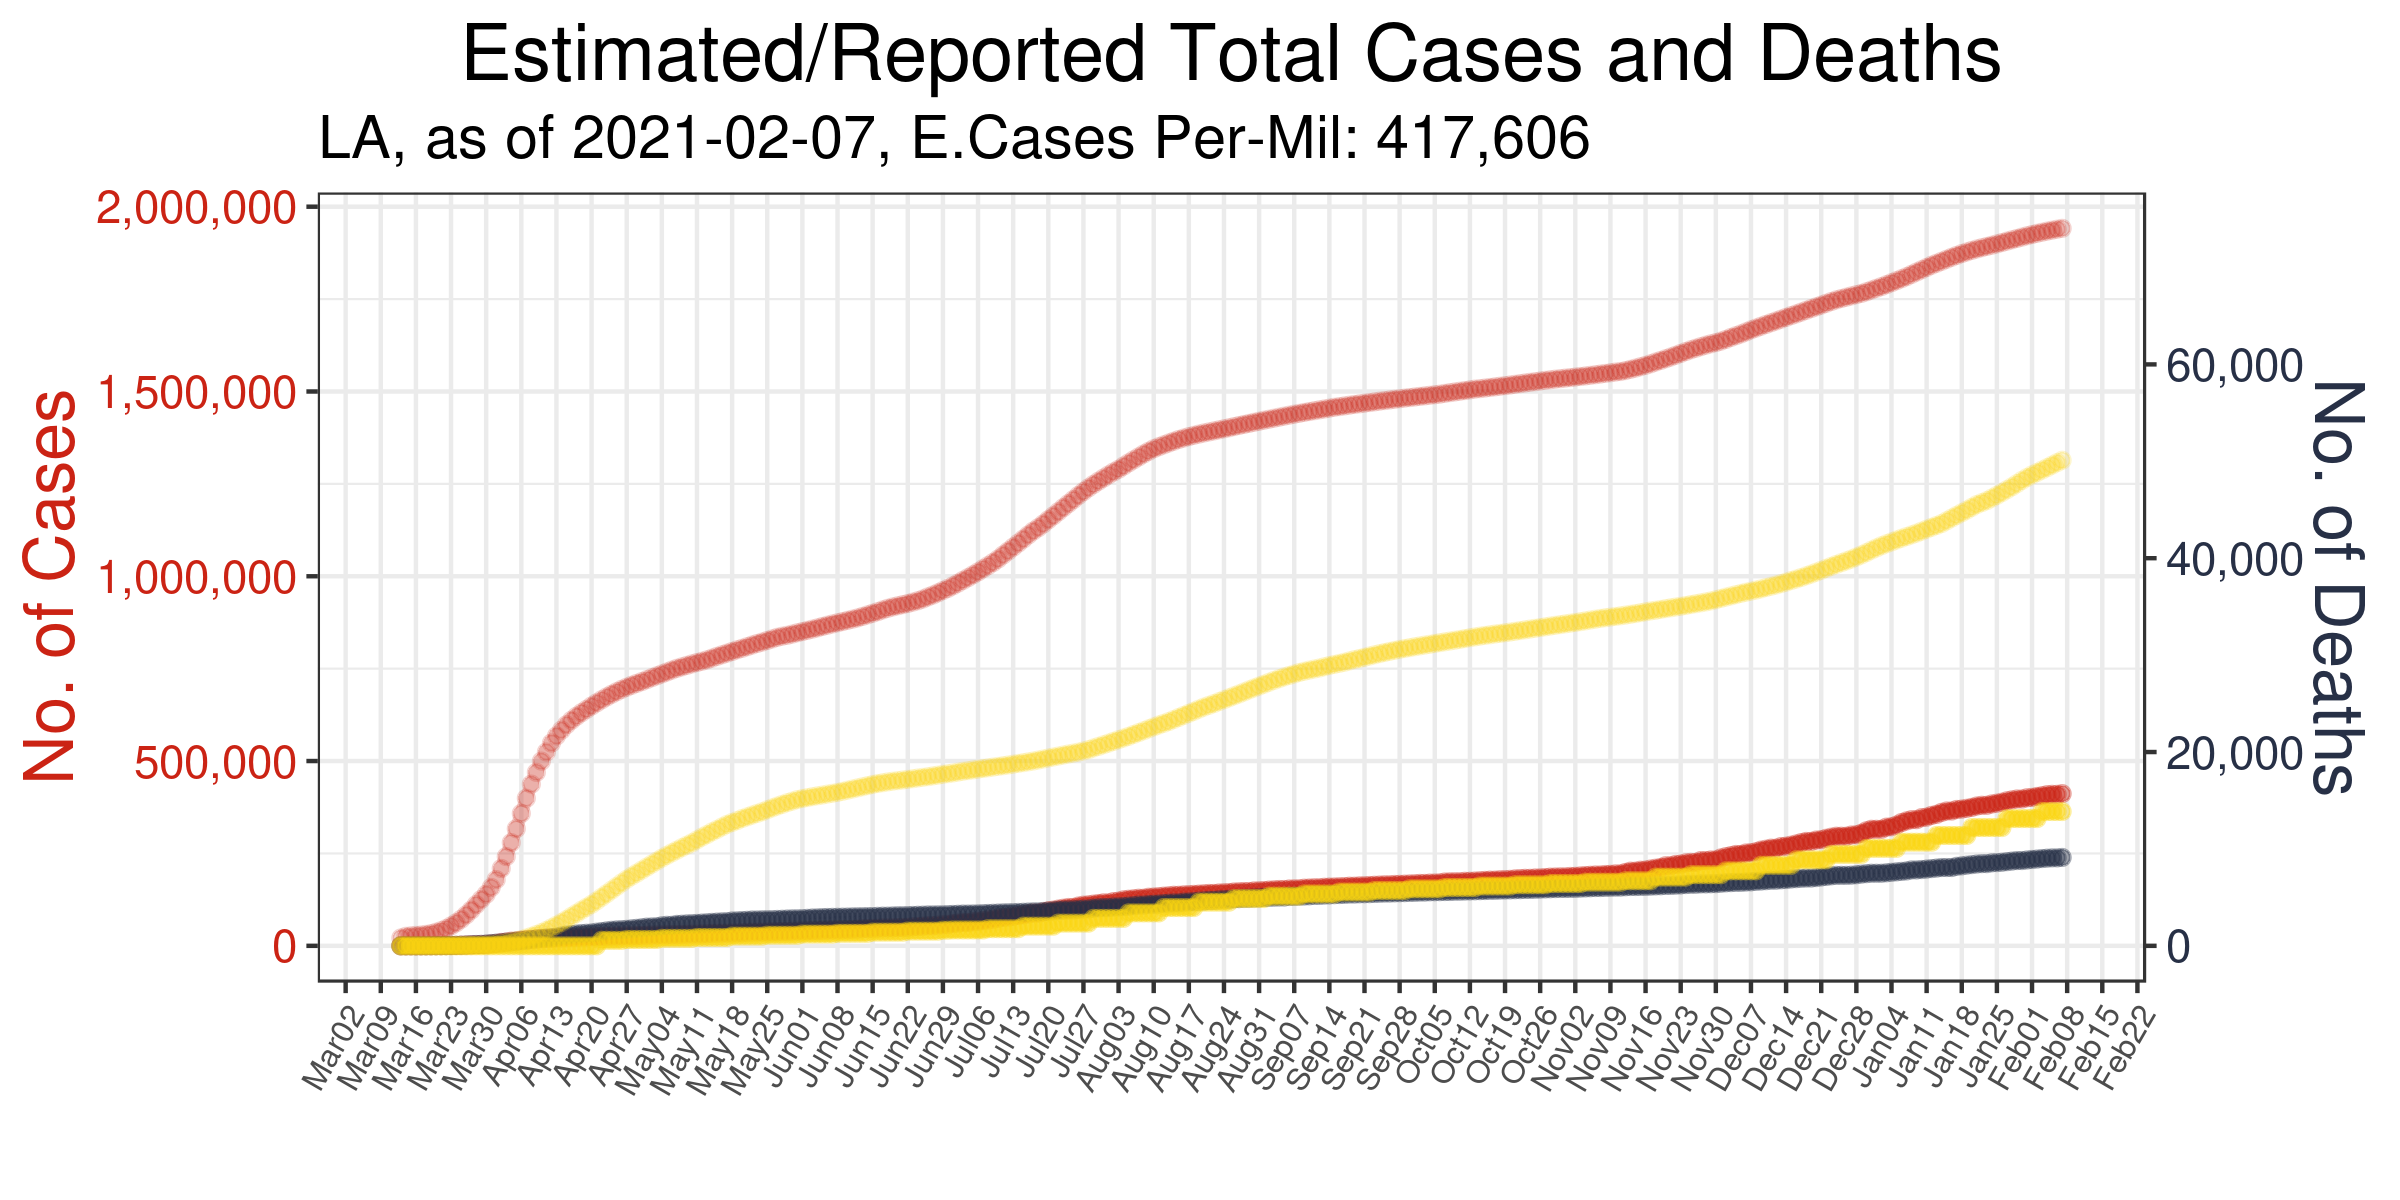 Estimated/Reported Total Cases and Deaths
LA, as of 2021-02-07, E.Cases Per-Mil: 417,606
No. of Cases
2,000,000
1,500,000
1,000,000
500,000
0
60,000
40,000
20,000
0
No. of Deaths
Mar02
Mar09
Mar16
Mar23
Mar30
Apr06
Apr13
Apr20
Apr27
May04
May11
May18
May25
Jun01
Jun08
Jun15
Jun22
Jun29
Jul06
Jul13
Jul20
Jul27
Aug03
Aug10
Aug17
Aug24
Aug31
Sep07
Sep14
Sep21
Sep28
Oct05
Oct12
Oct19
Oct26
Nov02
Nov09
Nov16
Nov23
Nov30
Dec07
Dec14
Dec21
Dec28
Jan04
Jan11
Jan18
Jan25
Feb01
Feb08
Feb15
Feb22